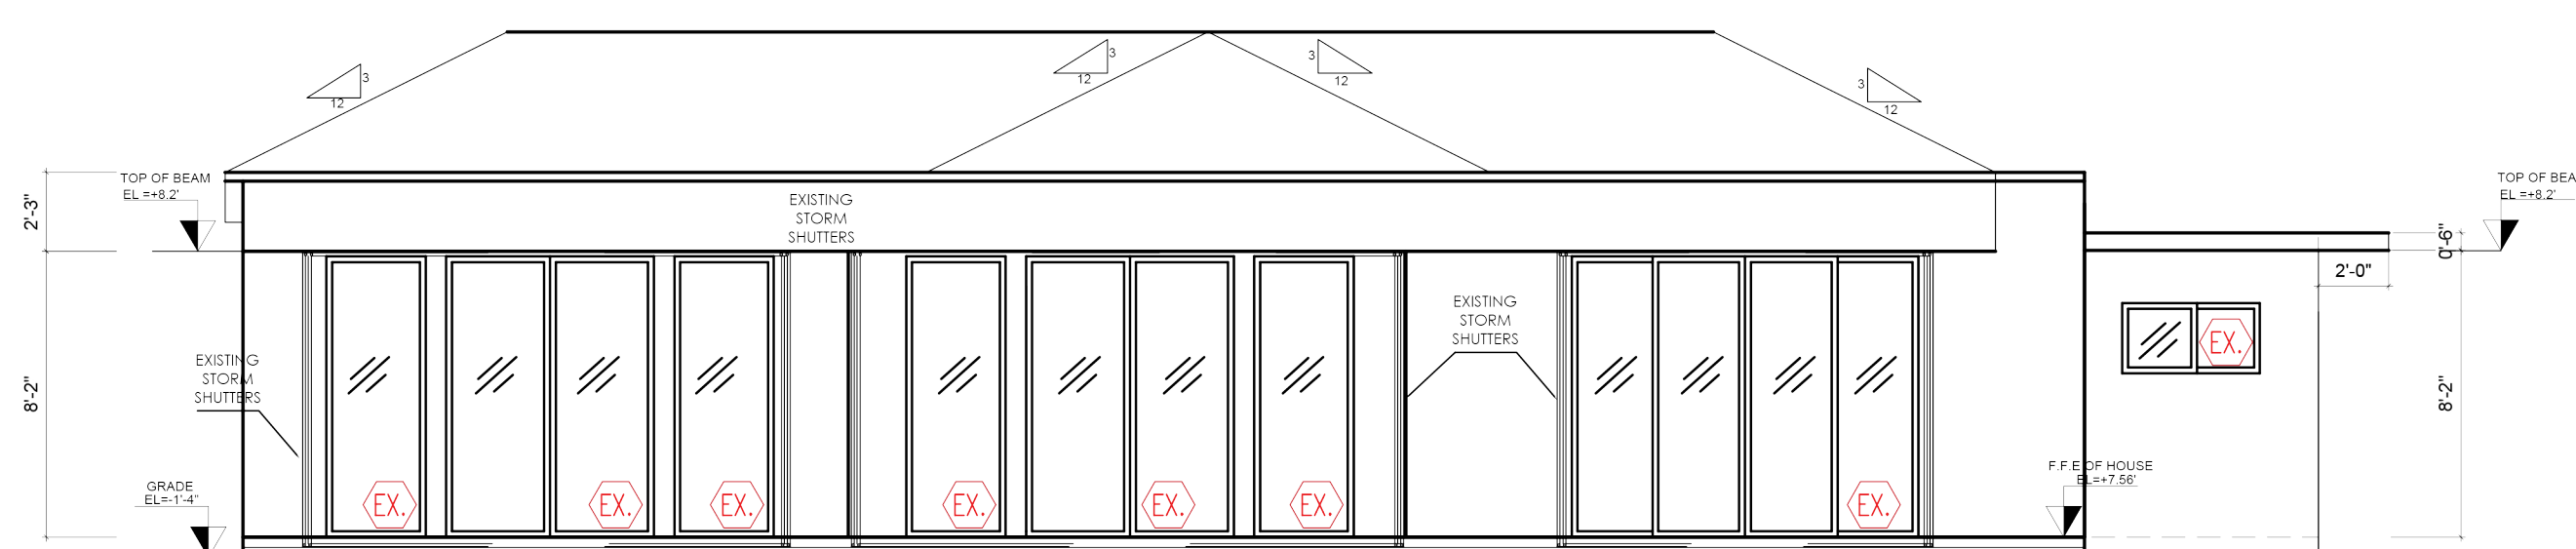 3
12
3
12
3
12
3
12
TOP OF BEAM
EL =+8.2'
2'-3"
EXISTING
STORM
SHUTTERS
TOP OF BEA
EL =+8.2'
0'-6"
2'-0"
EXISTING
STORM
SHUTTERS
EXISTING
STORM
SHUTTERS
8'-2"
8'-2"
EX.
F.F.E OF HOUSE
EL=+7.56'
GRADE
EL=-1'-4"
EX.
EX.
EX.
EX.
EX.
EX.
EX.